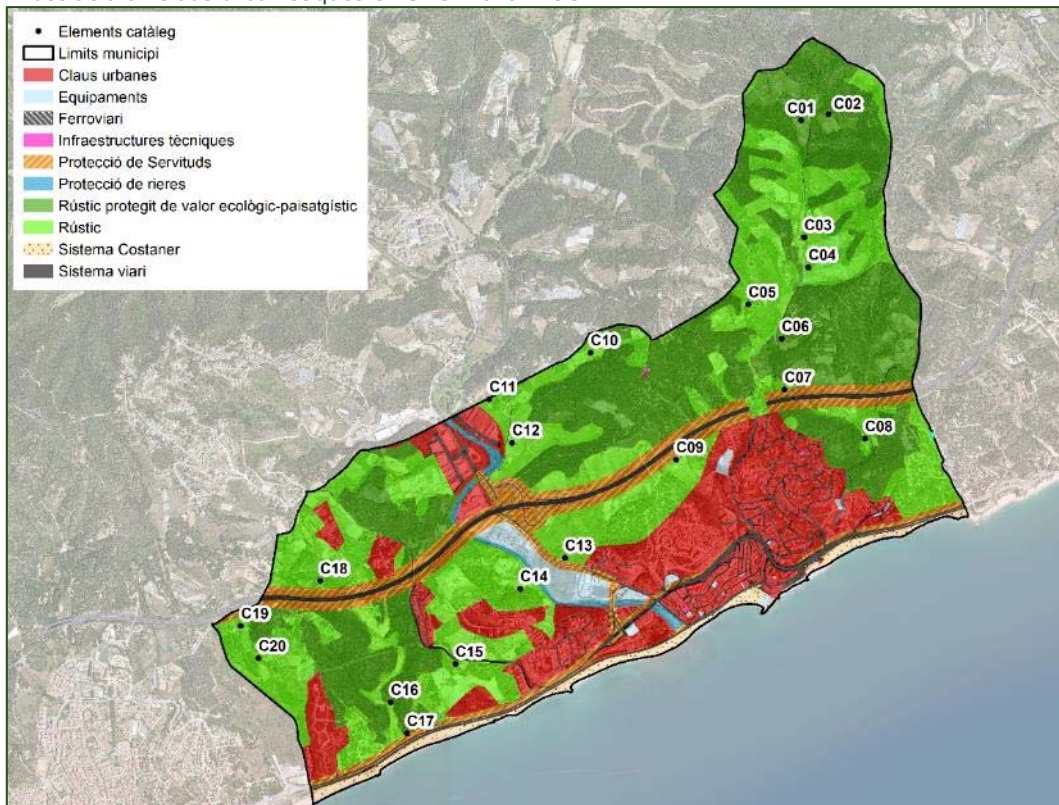 Elements catàleg
Límits municipi
Claus urbanes
Equipaments
Ferroviari
Infraestructures tècniques
Protecció de Servituds
Protecció de rieres
Rústic protegit de valor ecològic-paisatgístic
Rústic
Sistema Costaner
Sistema viari
C01
C02
C03
C04
C05
C06
C10
C07
C11
C08
C12
C09
C13
C18
C14
C19
C20
C15
C16
C17